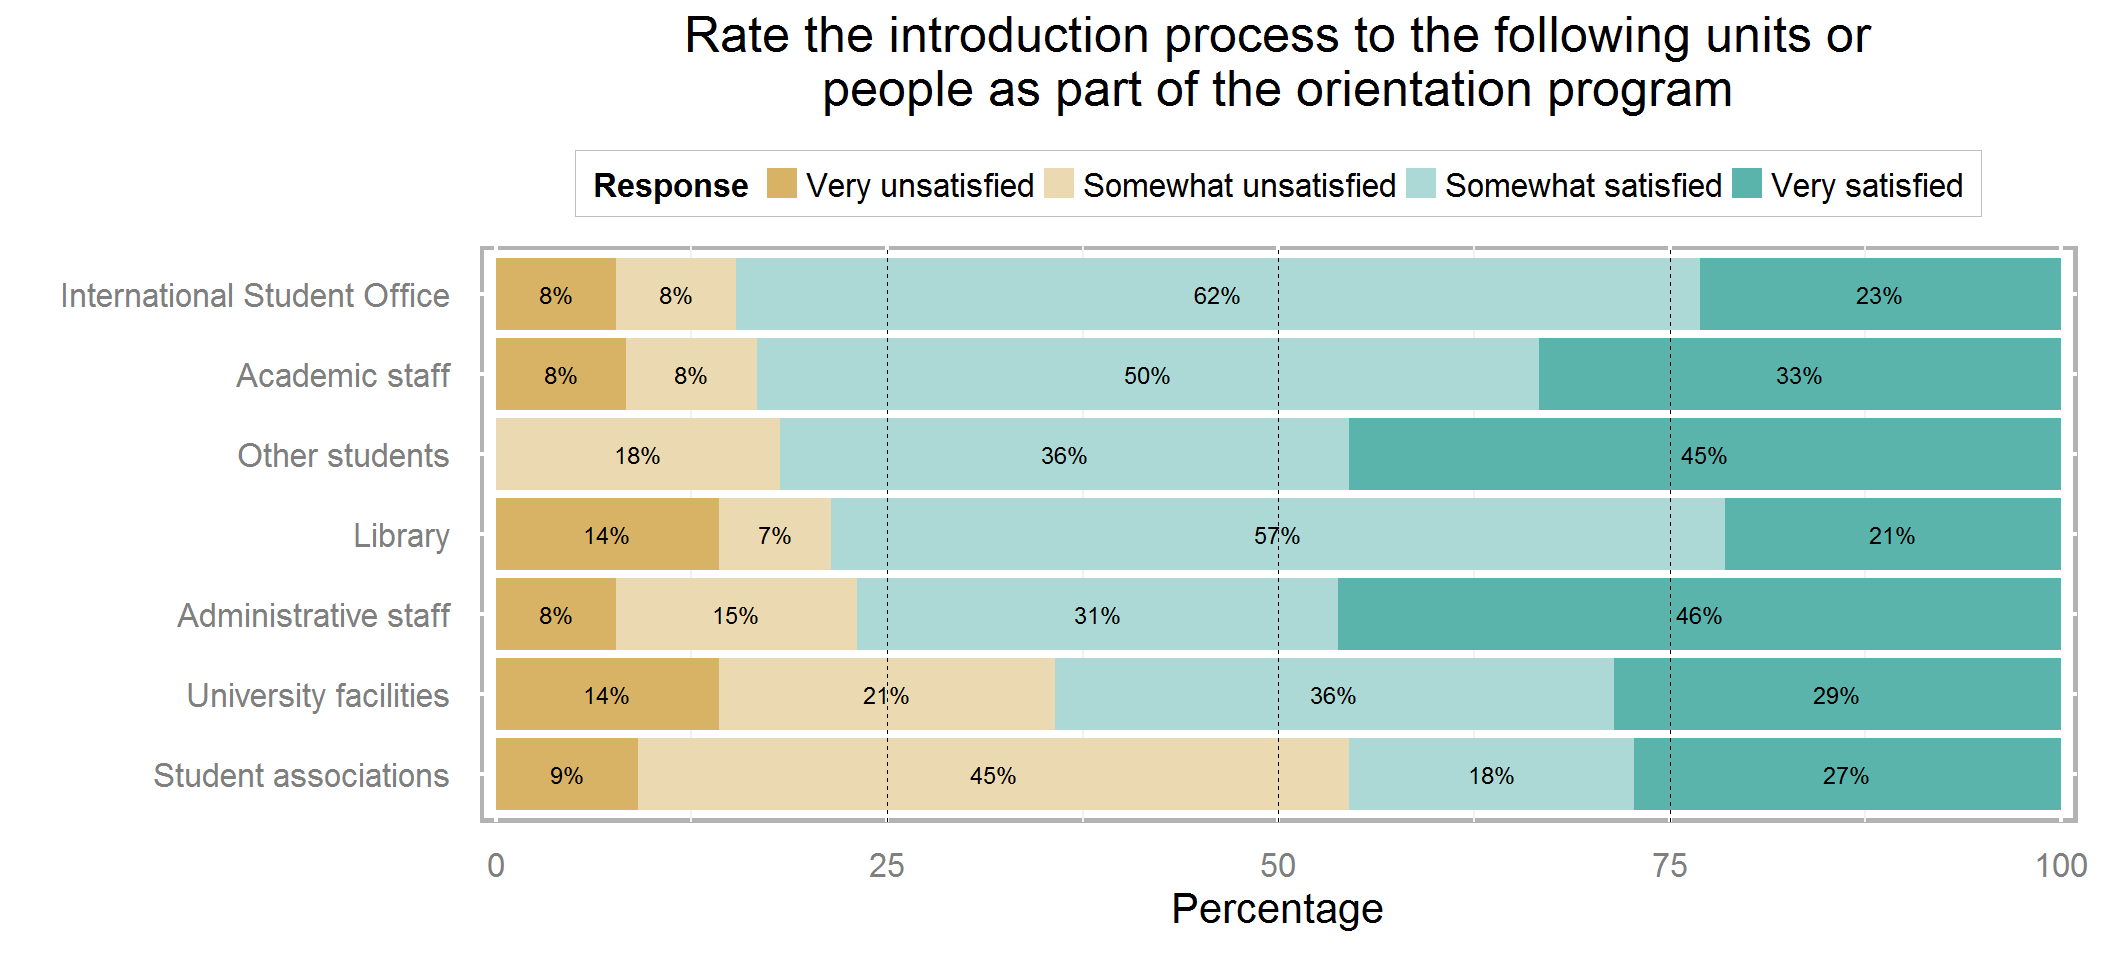 Rate the introduction process to the following units or
people as part of the orientation program
Response Very unsatisfied Somewhat unsatisfied Somewhat satisfied Very satisfied
International Student Office 8% 8% 62% 23%
Academic staff 8% 8% 50% 33%
Other students 18% 36% 45%
Library 14% 7% 57% 21%
Administrative staff 8% 15% 31% 46%
University facilities 14% 21% 36% 29%
Student associations 9% 45% 18% 27%
0 25 50 75 100
Percentage